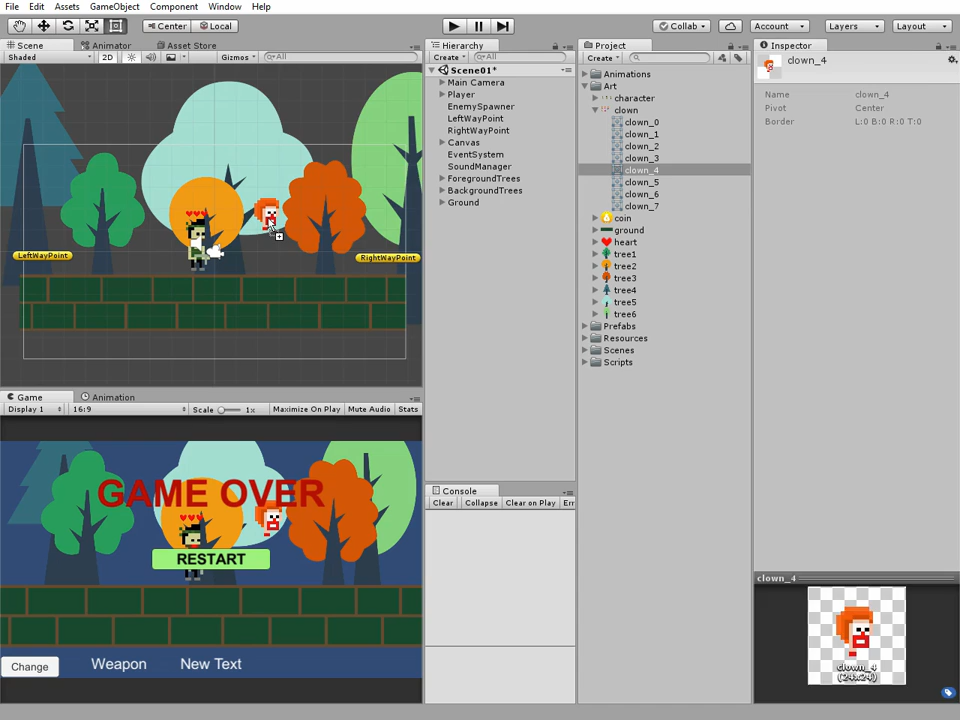 File Edit Assets GameObject Component Window Help
Center Local Collab Account Layers Layout
Scene Animator Asset Store
Shaded 2D Gizmos All
LeftWayPoint
RightWayPoint
Game Animation
Display 1 16:9 Scale 1x Maximize On Play Mute Audio Stats
GAME OVER
RESTART
Change
Weapon
New Text
Hierarchy
Create All
Scene01*
Main Camera
Player
EnemySpawner
LeftWayPoint
RightWayPoint
Canvas
EventSystem
SoundManager
ForegroundTrees
BackgroundTrees
Ground
Console
Clear Collapse Clear on Play Err
Project
Create
Animations
Art
character
clown
clown_0
clown_1
clown_2
clown_3
clown_4
clown_5
clown_6
clown_7
coin
ground
heart
tree1
tree2
tree3
tree4
tree5
tree6
Prefabs
Resources
Scenes
Scripts
Inspector
clown_4
Name clown_4
Pivot Center
Border L:0 B:0 R:0 T:0
clown_4
clown_4
(24x24)